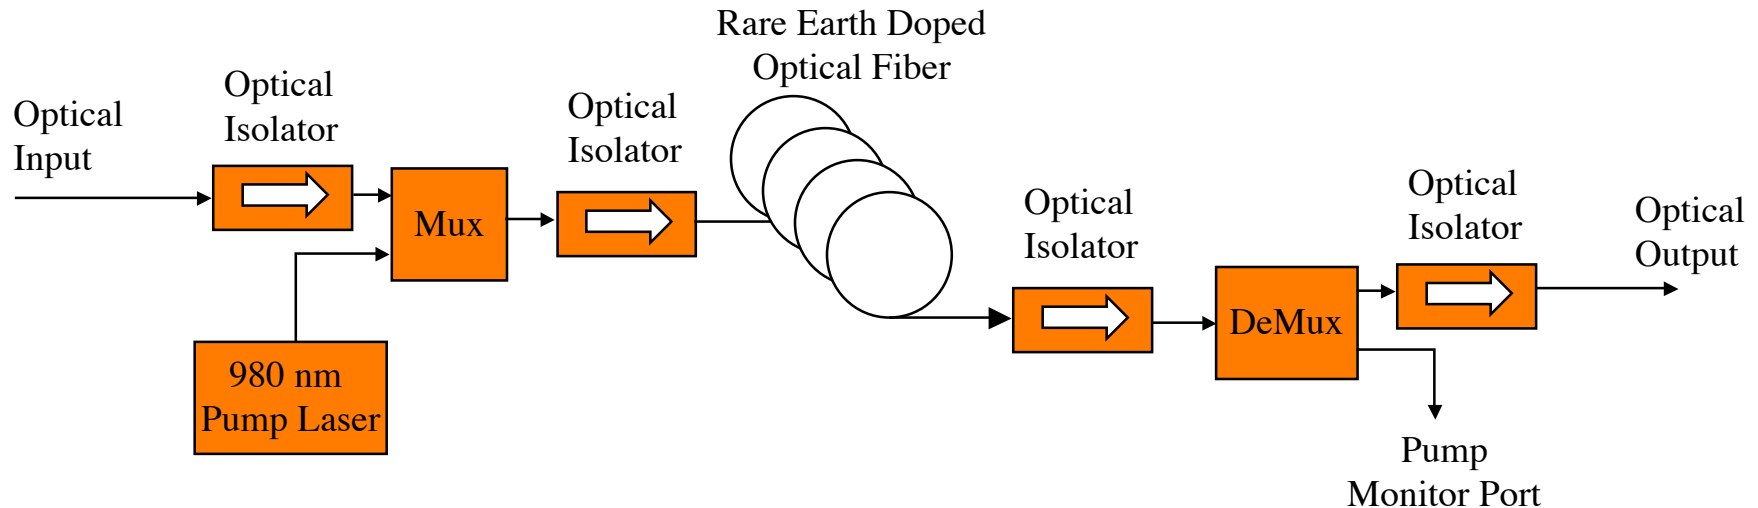 Rare Earth Doped
Optical Fiber
Optical
Isolator
Optical
Input
Optical
Isolator
Mux
980 nm
Pump Laser
Optical
Isolator
DeMux
Optical
Isolator
Optical
Output
Pump
Monitor Port